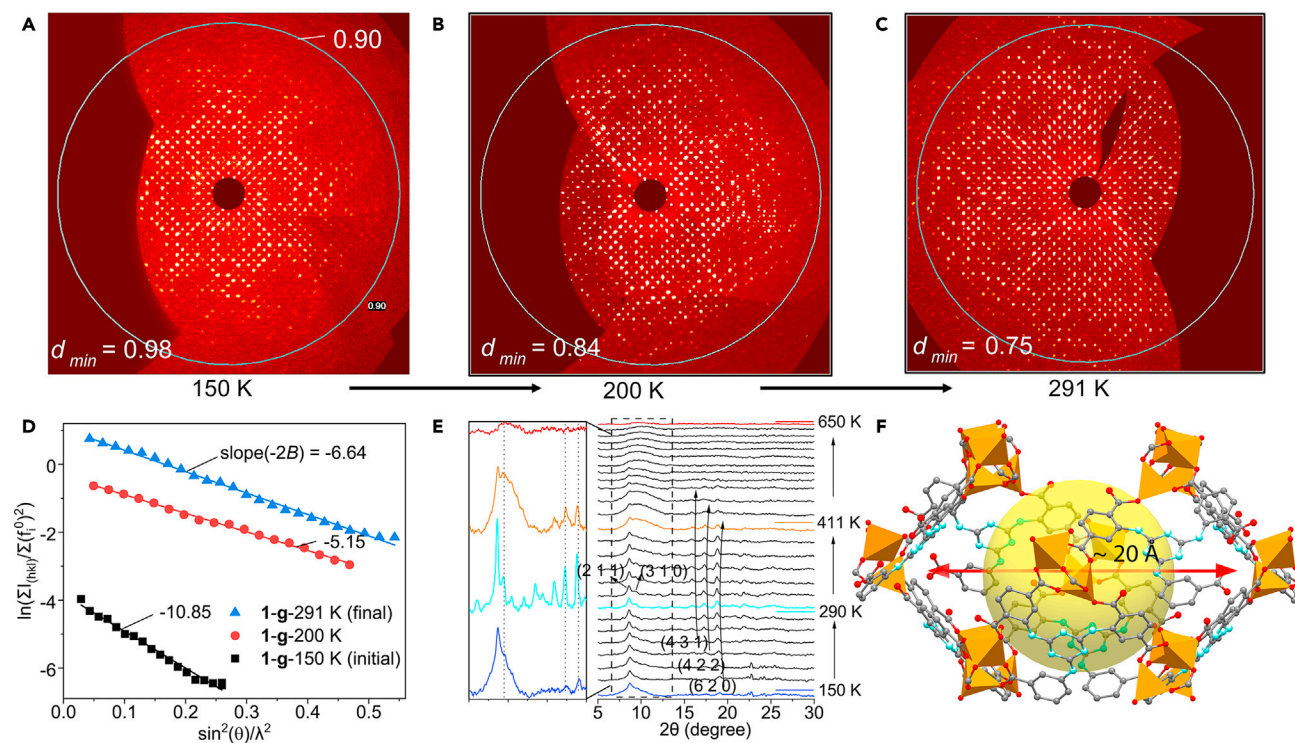 A
0.90
0.90
d min = 0.98
150 K
B
d min = 0.84
200 K
C
d min = 0.75
291 K
D
ln(ΣI(hkl)/Σ(fi0)2)
0
-2
-4
-6
slope(-2B) = -6.64
-5.15
-10.85
1-g-291 K (final)
1-g-200 K
1-g-150 K (initial)
0.0 0.1 0.2 0.3 0.4 0.5
sin2(θ)/λ2
E
650 K
411 K
(2 1 1) (3 1 0)
290 K
(4 3 1)
(4 2 2)
(6 2 0)
150 K
5 10 15 20 25 30
2θ (degree)
F
~ 20 Å